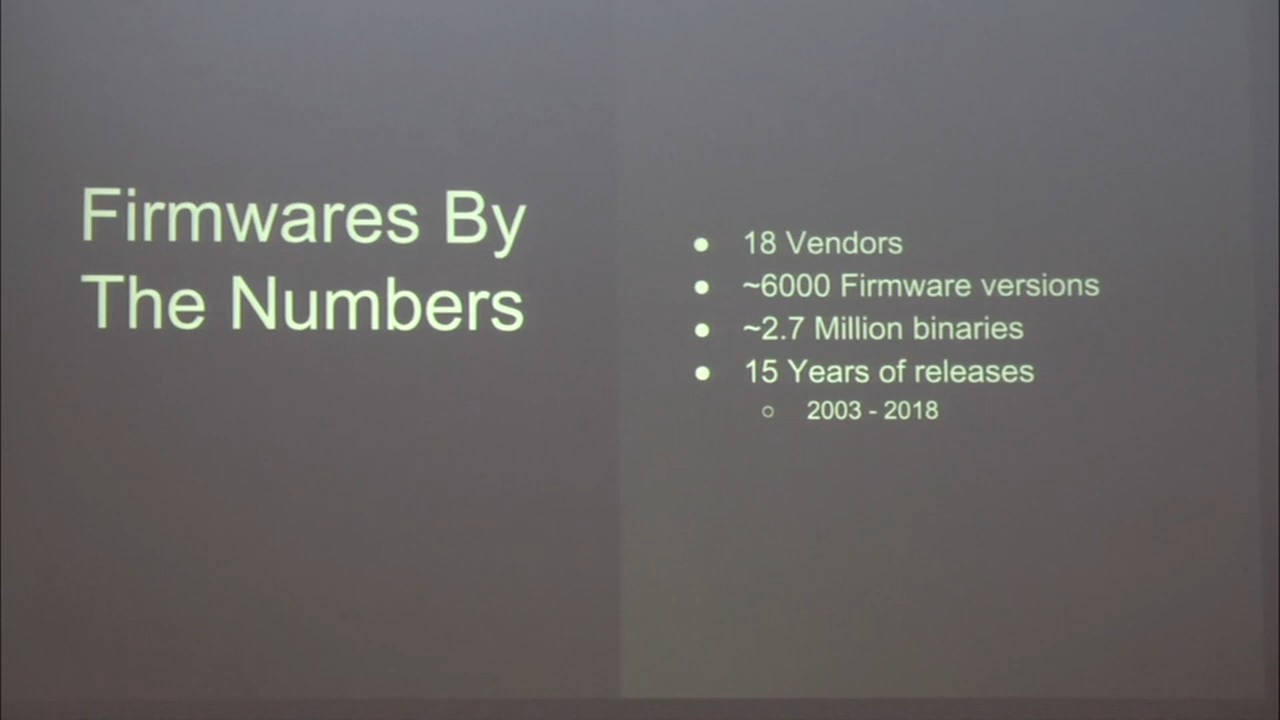 Firmwares By
The Numbers
● 18 Vendors
● ~6000 Firmware versions
● ~2.7 Million binaries
● 15 Years of releases
○ 2003 - 2018